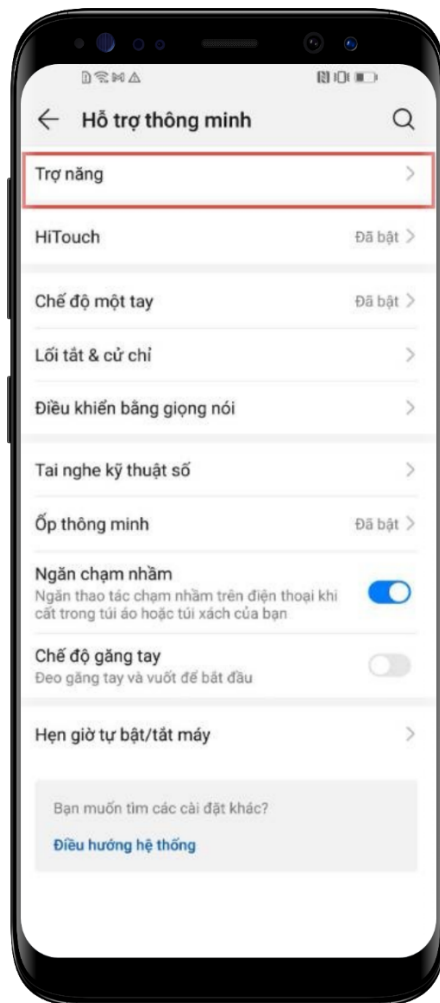 Hỗ trợ thông minh
Trợ năng
HiTouch Đã bật
Chế độ một tay Đã bật
Lối tắt & cử chỉ
Điều khiển bằng giọng nói
Tai nghe kỹ thuật số
Ốp thông minh Đã bật
Ngăn chạm nhầm
Ngăn thao tác chạm nhầm trên điện thoại khi
cất trong túi áo hoặc túi xách của bạn
Chế độ găng tay
Đeo găng tay và vuốt để bắt đầu
Hẹn giờ tự bật/tắt máy
Bạn muốn tìm các cài đặt khác?
Điều hướng hệ thống